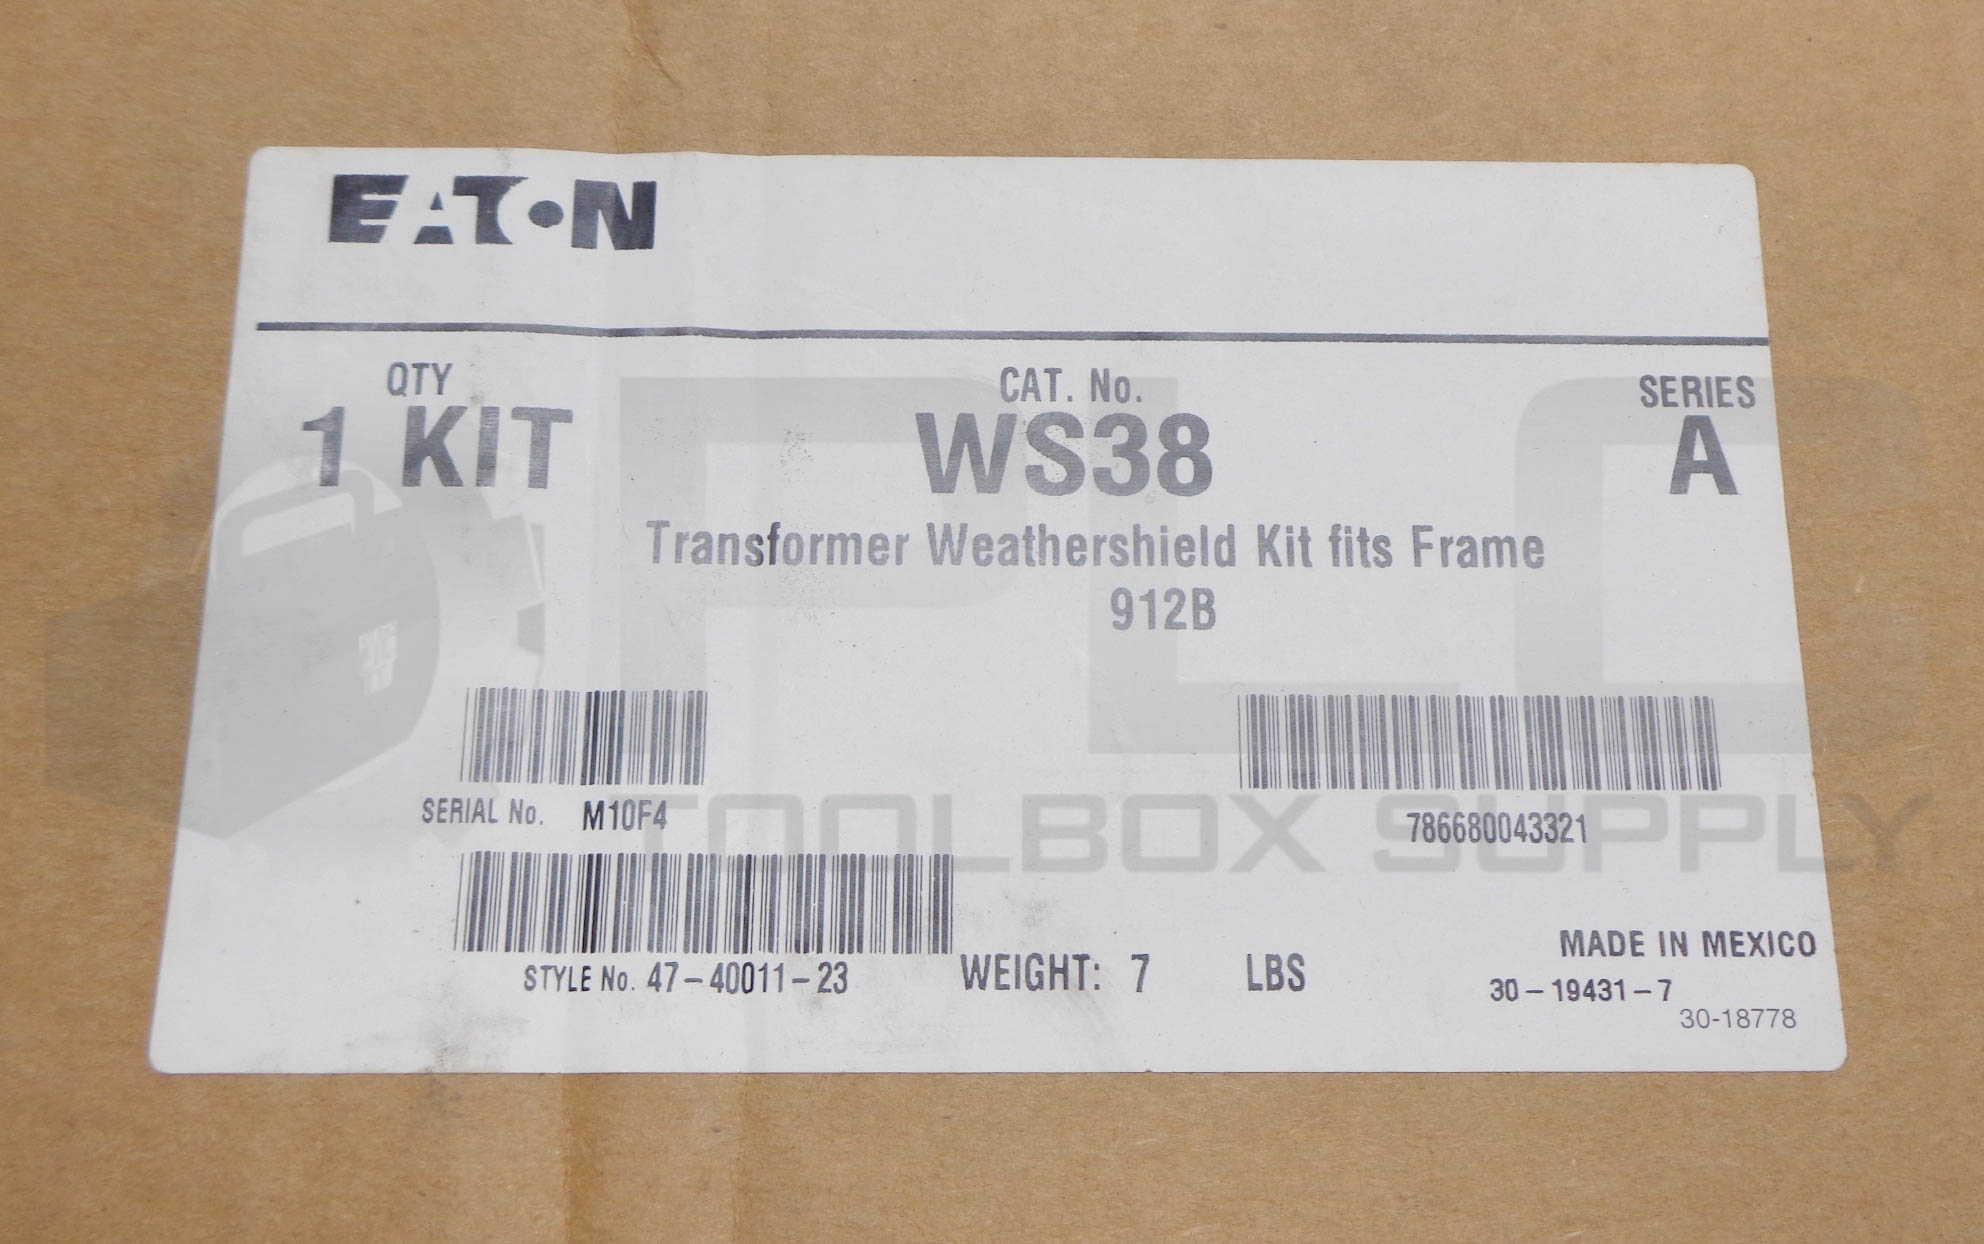 EATON
QTY
1 KIT
CAT. No.
WS38
SERIES
A
Transformer Weathershield Kit fits Frame
912B
SERIAL No. M10F4
786680043321
STYLE No. 47-40011-23
WEIGHT: 7 LBS
MADE IN MEXICO
30-19431-7
30-18778
PLC
TOOLBOX SUPPLY